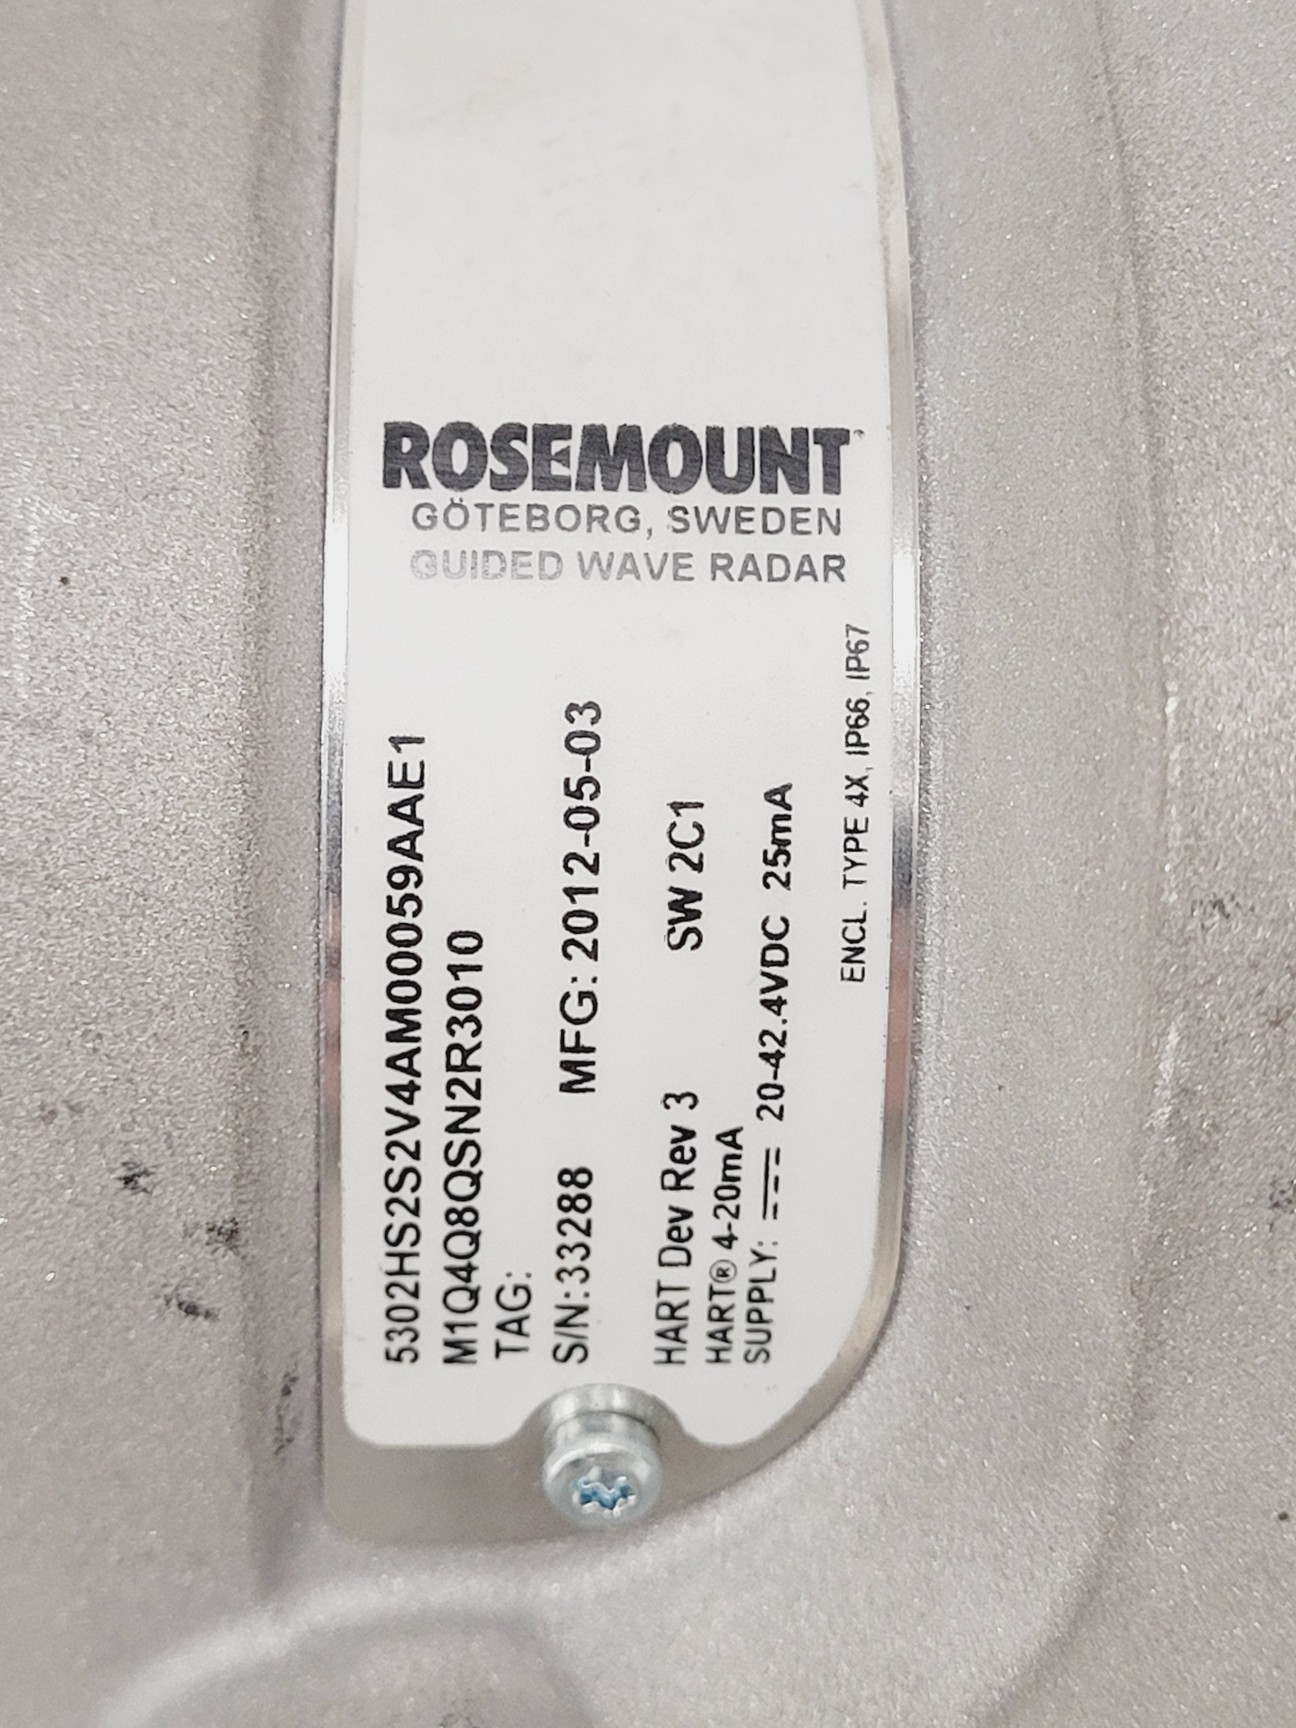 ROSEMOUNT
GÖTEBORG, SWEDEN
GUIDED WAVE RADAR
5302HS2S2V4AM00059AAE1
M1Q4Q8QSN2R3010
TAG:
S/N:33288 MFG: 2012-05-03
HART Dev Rev 3 SW 2C1
HART® 4-20mA
SUPPLY: ⎓ 20-42.4VDC 25mA
ENCL. TYPE 4X, IP66, IP67